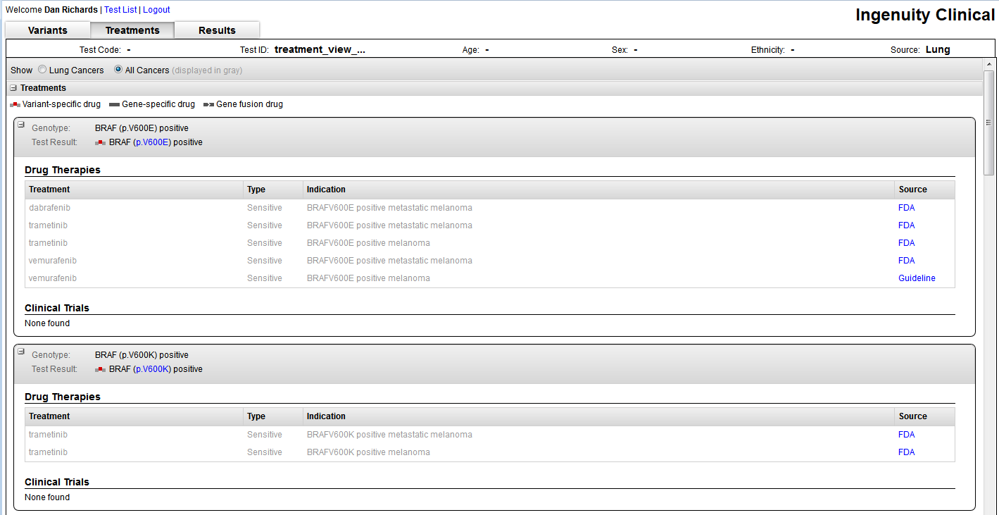 Welcome Dan Richards | Test List | Logout
Ingenuity Clinical
Variants Treatments Results
Test Code: - Test ID: treatment_view_... Age: - Sex: - Ethnicity: - Source: Lung
Show Lung Cancers All Cancers (displayed in gray)
Treatments
Variant-specific drug Gene-specific drug Gene fusion drug
Genotype: BRAF (p.V600E) positive
Test Result: BRAF (p.V600E) positive
Drug Therapies
Treatment Type Indication Source
dabrafenib Sensitive BRAFV600E positive metastatic melanoma FDA
trametinib Sensitive BRAFV600E positive metastatic melanoma FDA
trametinib Sensitive BRAFV600E positive melanoma FDA
vemurafenib Sensitive BRAFV600E positive metastatic melanoma FDA
vemurafenib Sensitive BRAFV600E positive melanoma Guideline
Clinical Trials
None found
Genotype: BRAF (p.V600K) positive
Test Result: BRAF (p.V600K) positive
Drug Therapies
Treatment Type Indication Source
trametinib Sensitive BRAFV600K positive metastatic melanoma FDA
trametinib Sensitive BRAFV600K positive melanoma FDA
Clinical Trials
None found